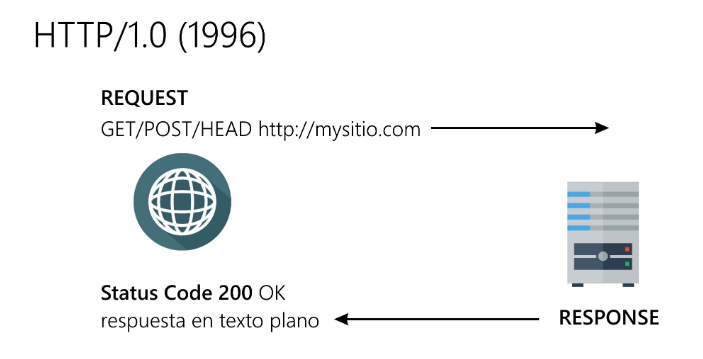 HTTP/1.0 (1996)
REQUEST
GET/POST/HEAD http://mysitio.com
Status Code 200 OK
respuesta en texto plano
RESPONSE